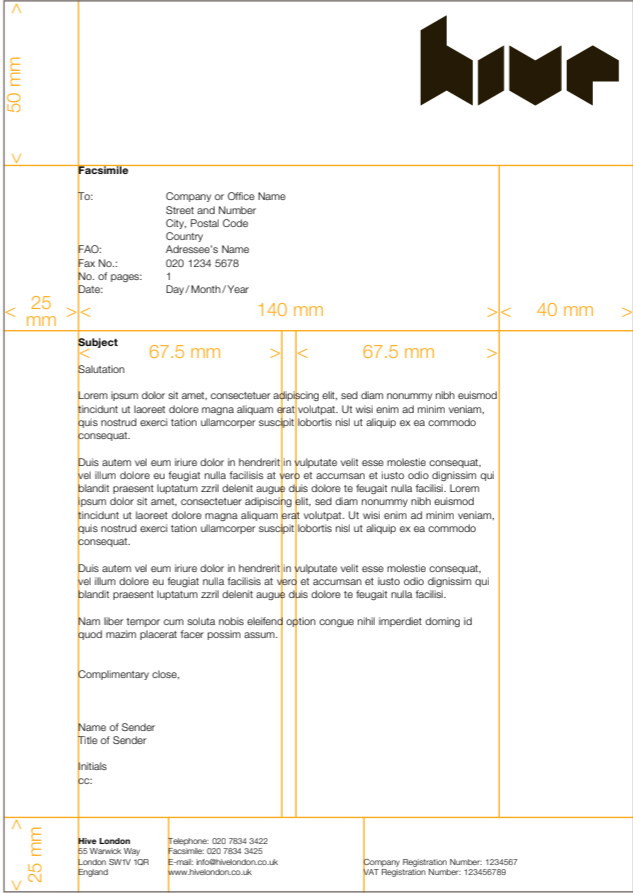 50 mm
hive
Facsimile
To: Company or Office Name
Street and Number
City, Postal Code
Country
FAO: Adressee's Name
Fax No.: 020 1234 5678
No. of pages: 1
Date: Day/Month/Year
25 mm
140 mm
40 mm
Subject
67.5 mm
67.5 mm
Salutation
Lorem ipsum dolor sit amet, consectetuer adipiscing elit, sed diam nonummy nibh euismod
tincidunt ut laoreet dolore magna aliquam erat volutpat. Ut wisi enim ad minim veniam,
quis nostrud exerci tation ullamcorper suscipit lobortis nisl ut aliquip ex ea commodo
consequat.
Duis autem vel eum iriure dolor in hendrerit in vulputate velit esse molestie consequat,
vel illum dolore eu feugiat nulla facilisis at vero et accumsan et iusto odio dignissim qui
blandit praesent luptatum zzril delenit augue duis dolore te feugait nulla facilisi. Lorem
ipsum dolor sit amet, consectetuer adipiscing elit, sed diam nonummy nibh euismod
tincidunt ut laoreet dolore magna aliquam erat volutpat. Ut wisi enim ad minim veniam,
quis nostrud exerci tation ullamcorper suscipit lobortis nisl ut aliquip ex ea commodo
consequat.
Duis autem vel eum iriure dolor in hendrerit in vulputate velit esse molestie consequat,
vel illum dolore eu feugiat nulla facilisis at vero et accumsan et iusto odio dignissim qui
blandit praesent luptatum zzril delenit augue duis dolore te feugait nulla facilisi.
Nam liber tempor cum soluta nobis eleifend option congue nihil imperdiet doming id
quod mazim placerat facer possim assum.
Complimentary close,
Name of Sender
Title of Sender
Initials
cc:
25 mm
Hive London
55 Warwick Way
London SW1V 1QR
England
Telephone: 020 7834 3422
Facsimile: 020 7834 3425
E-mail: info@hivelondon.co.uk
www.hivelondon.co.uk
Company Registration Number: 1234567
VAT Registration Number: 123456789